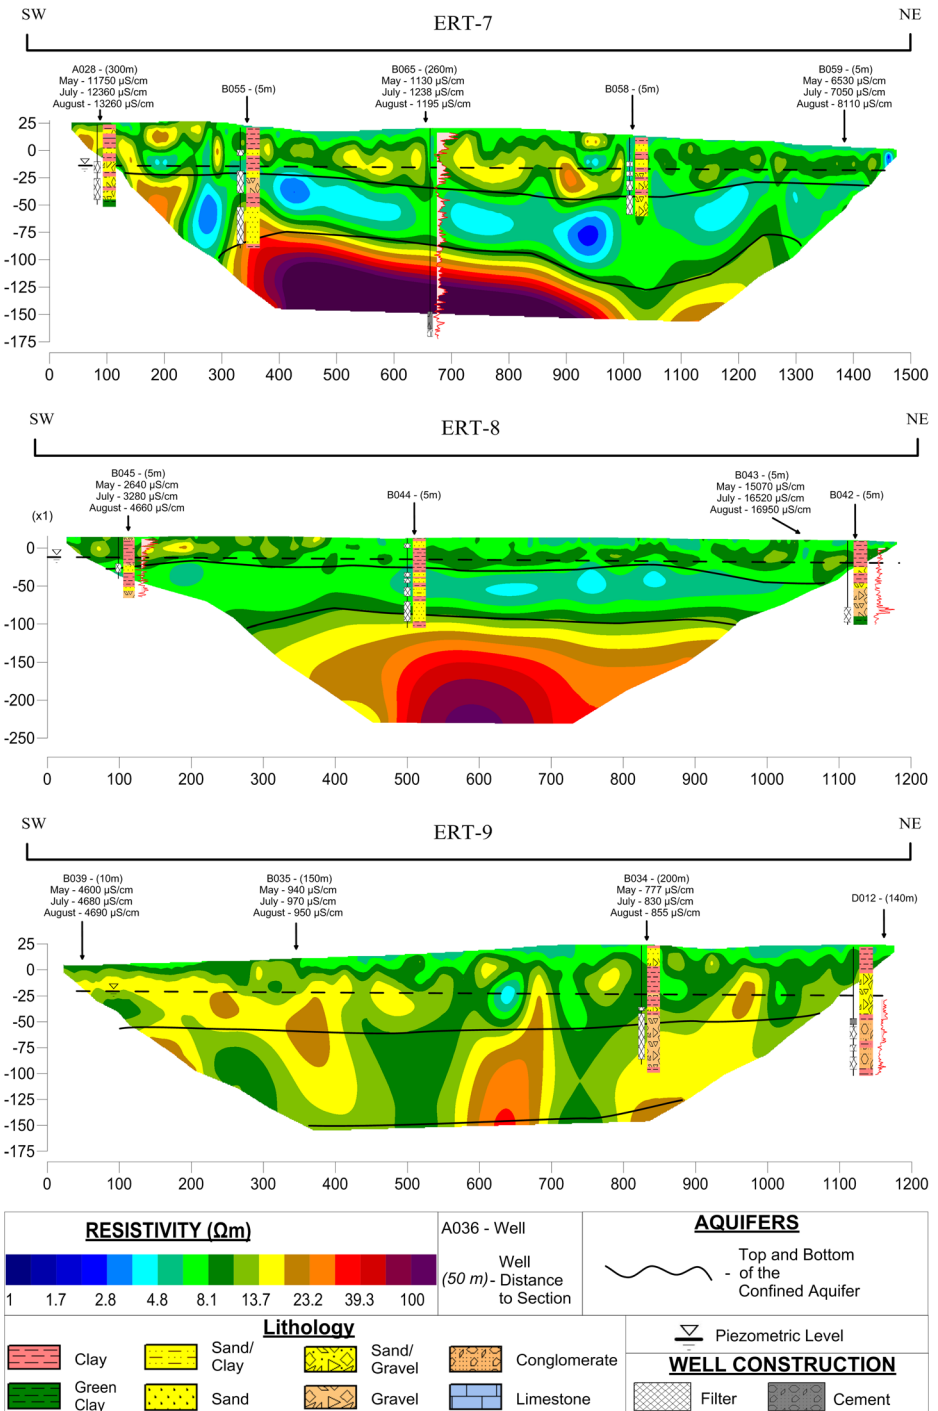 SW
NE
ERT-7
A028 - (300m)
May - 11750 µS/cm
July - 12360 µS/cm
August - 13260 µS/cm
B055 - (5m)
B065 - (260m)
May - 1130 µS/cm
July - 1238 µS/cm
August - 1195 µS/cm
B058 - (5m)
B059 - (5m)
May - 6530 µS/cm
July - 7050 µS/cm
August - 8110 µS/cm
25
0
-25
-50
-75
-100
-125
-150
-175
0 100 200 300 400 500 600 700 800 900 1000 1100 1200 1300 1400 1500
SW
NE
ERT-8
B045 - (5m)
May - 2640 µS/cm
July - 3280 µS/cm
August - 4660 µS/cm
B044 - (5m)
B043 - (5m)
May - 15070 µS/cm
July - 16520 µS/cm
August - 16950 µS/cm
B042 - (5m)
(x1)
0
-50
-100
-150
-200
-250
0 100 200 300 400 500 600 700 800 900 1000 1100 1200
SW
NE
ERT-9
B039 - (10m)
May - 4600 µS/cm
July - 4680 µS/cm
August - 4690 µS/cm
B035 - (150m)
May - 940 µS/cm
July - 970 µS/cm
August - 950 µS/cm
B034 - (200m)
May - 777 µS/cm
July - 830 µS/cm
August - 855 µS/cm
D012 - (140m)
25
0
-25
-50
-75
-100
-125
-150
-175
0 100 200 300 400 500 600 700 800 900 1000 1100 1200
RESISTIVITY (Ωm)
1 1.7 2.8 4.8 8.1 13.7 23.2 39.3 100
A036 - Well
Well
(50 m) - Distance
to Section
AQUIFERS
Top and Bottom
- of the
Confined Aquifer
Lithology
Clay
Sand/
Clay
Sand/
Gravel
Conglomerate
Green
Clay
Sand
Gravel
Limestone
Piezometric Level
WELL CONSTRUCTION
Filter
Cement